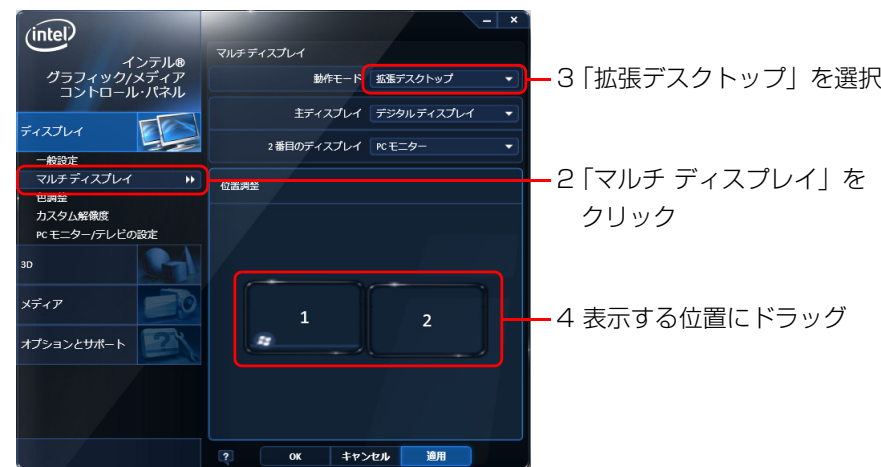 intel
インテル®
グラフィック/メディア
コントロール・パネル
ディスプレイ
一般設定
マルチディスプレイ
色調整
カスタム解像度
PC モニター/テレビの設定
3D
メディア
オプションとサポート
マルチ ディスプレイ
動作モード 拡張デスクトップ
主ディスプレイ デジタル ディスプレイ
2 番目のディスプレイ PC モニター
位置調整
1
2
? OK キャンセル 適用
3「拡張デスクトップ」を選択
2「マルチ ディスプレイ」を
クリック
4 表示する位置にドラッグ